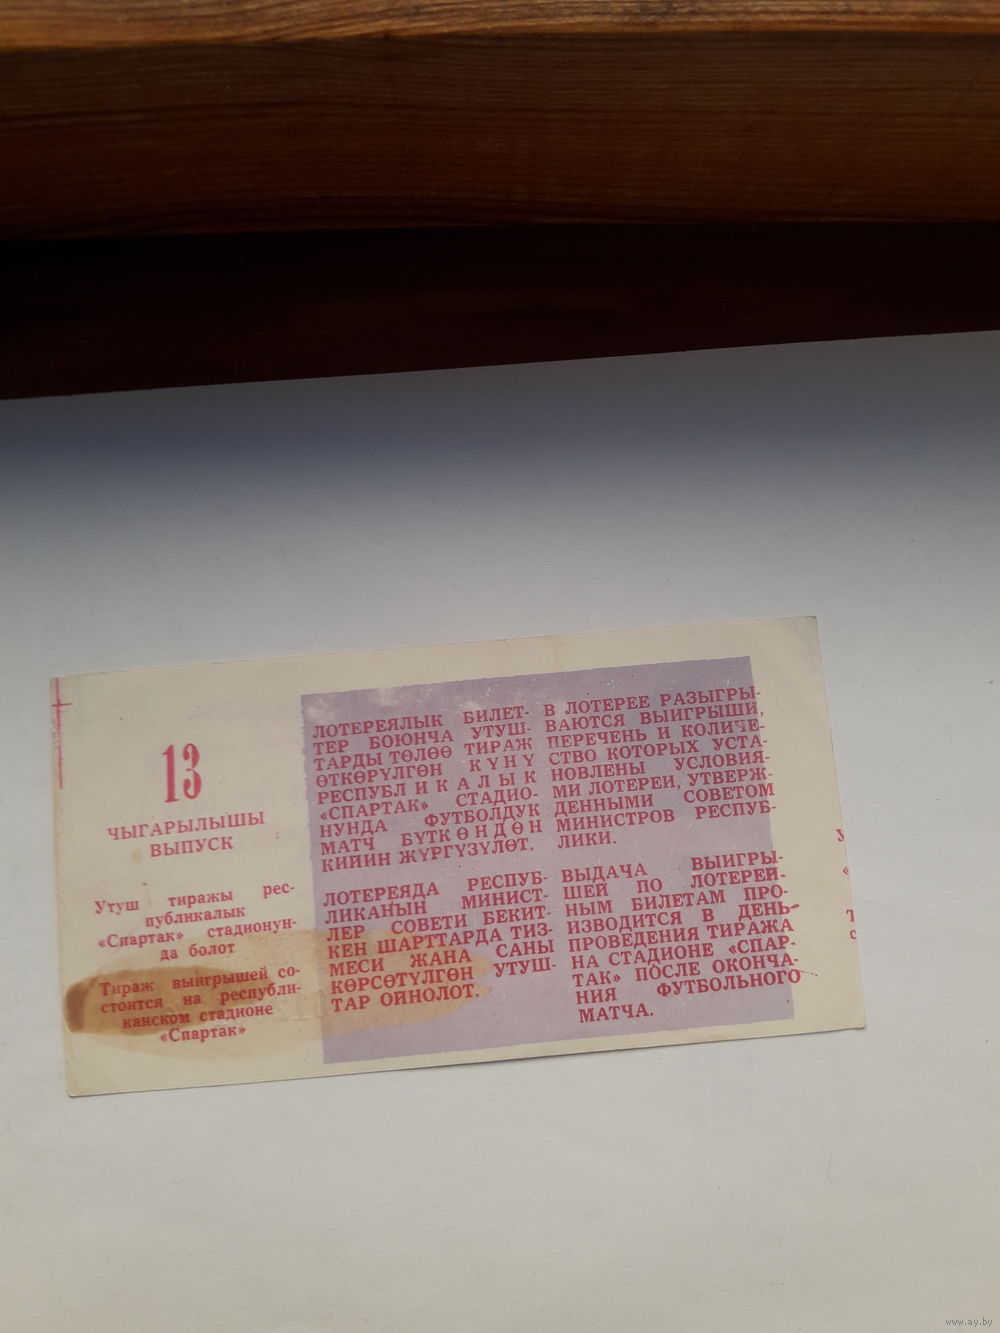 13
ЧЫГАРЫЛЫШЫ
ВЫПУСК
Утуш тиражы рес-
публикалык
«Спартак» стадионун-
да болот
Тираж выигрышей со-
стоится на республи-
канском стадионе
«Спартак»
ЛОТЕРЕЯЛЫК БИЛЕТ-
ТЕР БОЮНЧА УТУШ-
ТАРДЫ ТӨЛӨӨ ТИРАЖ
ӨТКӨРҮЛГӨН КҮНҮ
РЕСПУБЛИКАЛЫК
«СПАРТАК» СТАДИО-
НУНДА ФУТБОЛДУК
МАТЧ БҮТКӨНДӨН
КИЙИН ЖҮРГҮЗҮЛӨТ.
ЛОТЕРЕЯДА РЕСПУБ-
ЛИКАНЫН МИНИСТ-
ЛЕР СОВЕТИ БЕКИТ-
КЕН ШАРТТАРДА ТИЗ-
МЕСИ ЖАНА САНЫ
КӨРСӨТҮЛГӨН УТУШ-
ТАР ОЙНОЛОТ.
В ЛОТЕРЕЕ РАЗЫГРЫ-
ВАЮТСЯ ВЫИГРЫШИ,
ПЕРЕЧЕНЬ И КОЛИЧЕ-
СТВО КОТОРЫХ УСТА-
НОВЛЕНЫ УСЛОВИЯ-
МИ ЛОТЕРЕИ, УТВЕРЖ-
ДЕННЫМИ СОВЕТОМ
МИНИСТРОВ РЕСПУБ-
ЛИКИ.
ВЫДАЧА ВЫИГРЫ-
ШЕЙ ПО ЛОТЕРЕЙ-
НЫМ БИЛЕТАМ ПРО-
ИЗВОДИТСЯ В ДЕНЬ
ПРОВЕДЕНИЯ ТИРАЖА
НА СТАДИОНЕ «СПАР-
ТАК» ПОСЛЕ ОКОНЧА-
НИЯ ФУТБОЛЬНОГО
МАТЧА.
www.ay.by